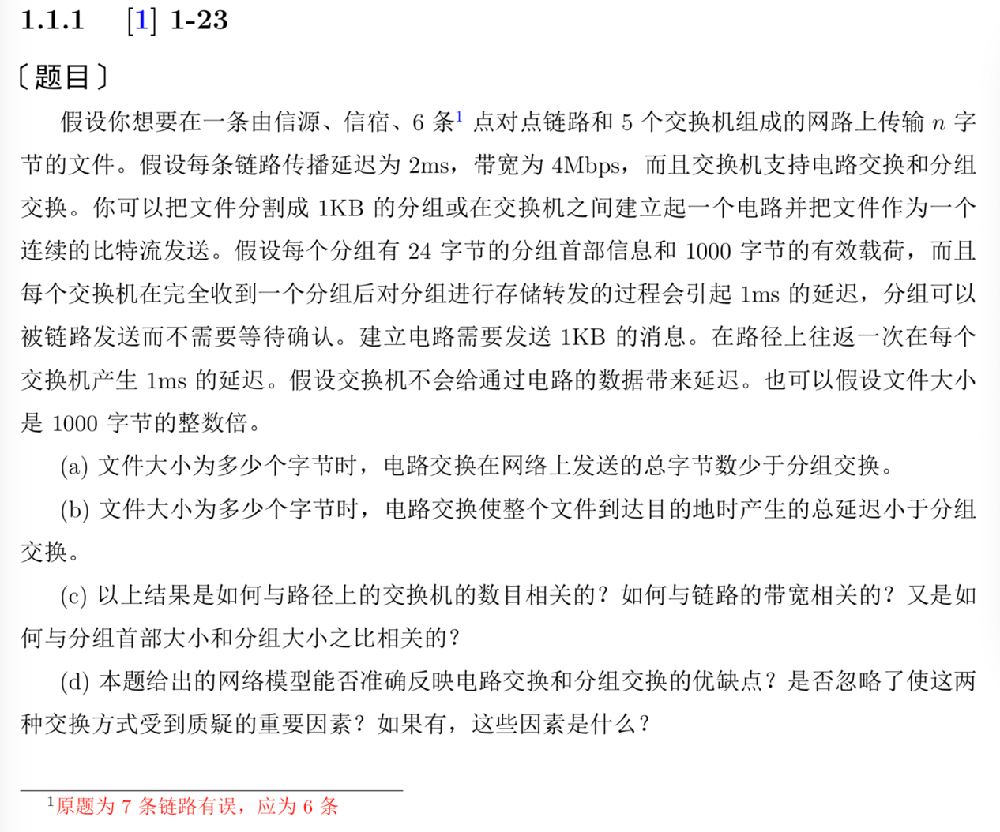 1.1.1 [1] 1-23
〔题目〕
假设你想要在一条由信源、信宿、6 条1 点对点链路和 5 个交换机组成的网路上传输 n 字
节的文件。假设每条链路传播延迟为 2ms，带宽为 4Mbps，而且交换机支持电路交换和分组
交换。你可以把文件分割成 1KB 的分组或在交换机之间建立起一个电路并把文件作为一个
连续的比特流发送。假设每个分组有 24 字节的分组首部信息和 1000 字节的有效载荷，而且
每个交换机在完全收到一个分组后对分组进行存储转发的过程会引起 1ms 的延迟，分组可以
被链路发送而不需要等待确认。建立电路需要发送 1KB 的消息。在路径上往返一次在每个
交换机产生 1ms 的延迟。假设交换机不会给通过电路的数据带来延迟。也可以假设文件大小
是 1000 字节的整数倍。
(a) 文件大小为多少个字节时，电路交换在网络上发送的总字节数少于分组交换。
(b) 文件大小为多少个字节时，电路交换使整个文件到达目的地时产生的总延迟小于分组
交换。
(c) 以上结果是如何与路径上的交换机的数目相关的？如何与链路的带宽相关的？又是如
何与分组首部大小和分组大小之比相关的？
(d) 本题给出的网络模型能否准确反映电路交换和分组交换的优缺点？是否忽略了使这两
种交换方式受到质疑的重要因素？如果有，这些因素是什么？
1原题为 7 条链路有误，应为 6 条